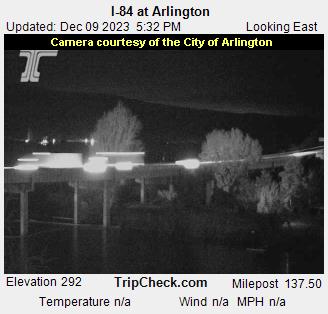 I-84 at Arlington
Updated: Dec 09 2023 5:32 PM Looking East
Camera courtesy of the City of Arlington
Elevation 292 TripCheck.com Milepost 137.50
Temperature n/a Wind n/a MPH n/a